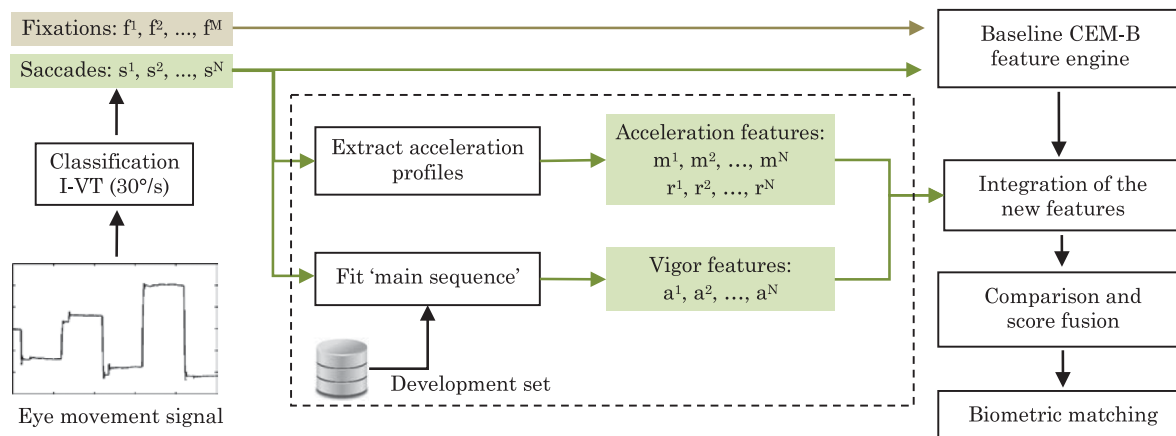 Fixations: f¹, f², ..., fᴹ
Saccades: s¹, s², ..., sᴺ
Classification
I-VT (30°/s)
Eye movement signal
Extract acceleration
profiles
Fit ‘main sequence’
Development set
Acceleration features:
m¹, m², ..., mᴺ
r¹, r², ..., rᴺ
Vigor features:
a¹, a², ..., aᴺ
Baseline CEM-B
feature engine
Integration of the
new features
Comparison and
score fusion
Biometric matching